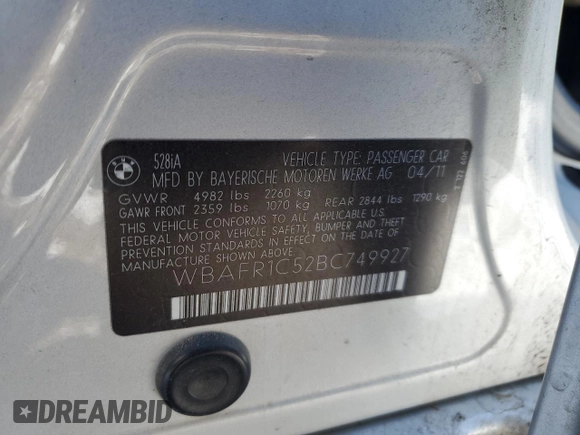 BMW
528iA VEHICLE TYPE: PASSENGER CAR
MFD BY BAYERISCHE MOTOREN WERKE AG 04/11
GVWR 4982 lbs 2260 kg
GAWR FRONT 2359 lbs 1070 kg REAR 2844 lbs 1290 kg
THIS VEHICLE CONFORMS TO ALL APPLICABLE
FEDERAL MOTOR VEHICLE SAFETY, BUMPER AND THEFT
PREVENTION STANDARDS IN EFFECT ON THE DATE OF
MANUFACTURE SHOWN ABOVE.
WBAFR1C52BC749927
DREAMBID